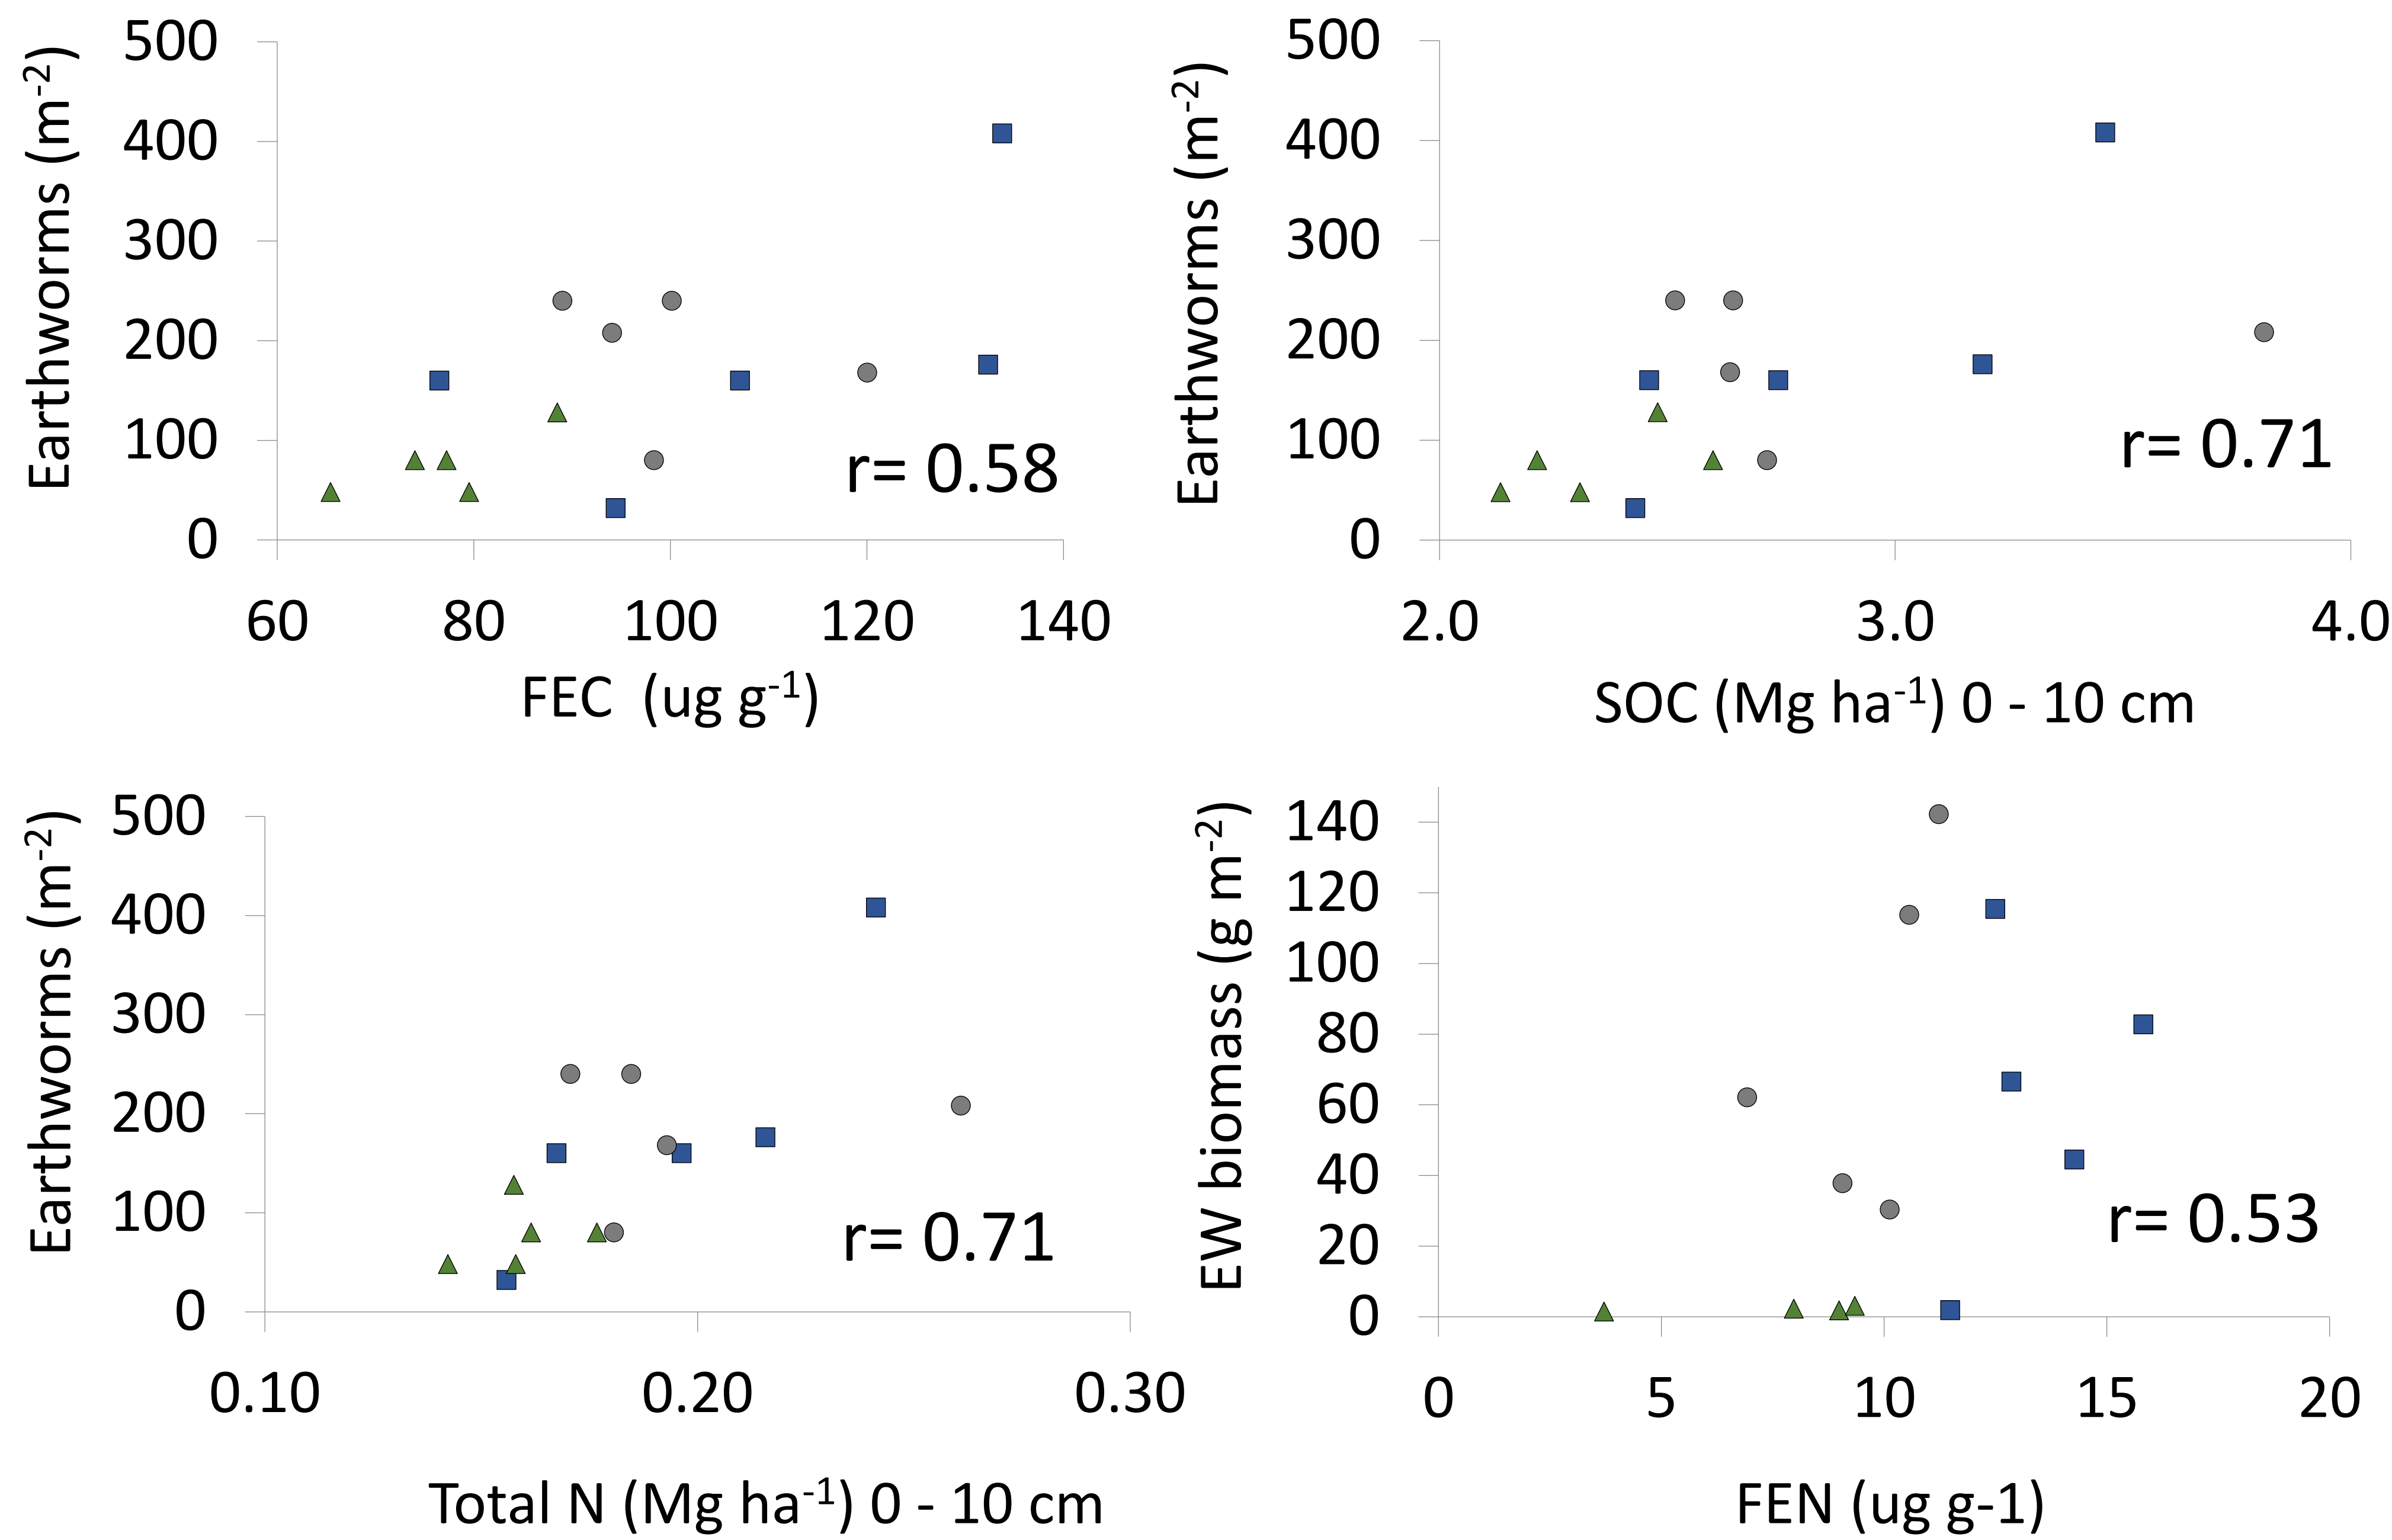 Earthworms (m-2)
500
400
300
200
100
0
r= 0.58
60 80 100 120 140
FEC (ug g-1)
Earthworms (m-2)
500
400
300
200
100
0
r= 0.71
2.0 3.0 4.0
SOC (Mg ha-1) 0 - 10 cm
Earthworms (m-2)
500
400
300
200
100
0
r= 0.71
0.10 0.20 0.30
Total N (Mg ha-1) 0 - 10 cm
EW biomass (g m-2)
140
120
100
80
60
40
20
0
r= 0.53
0 5 10 15 20
FEN (ug g-1)